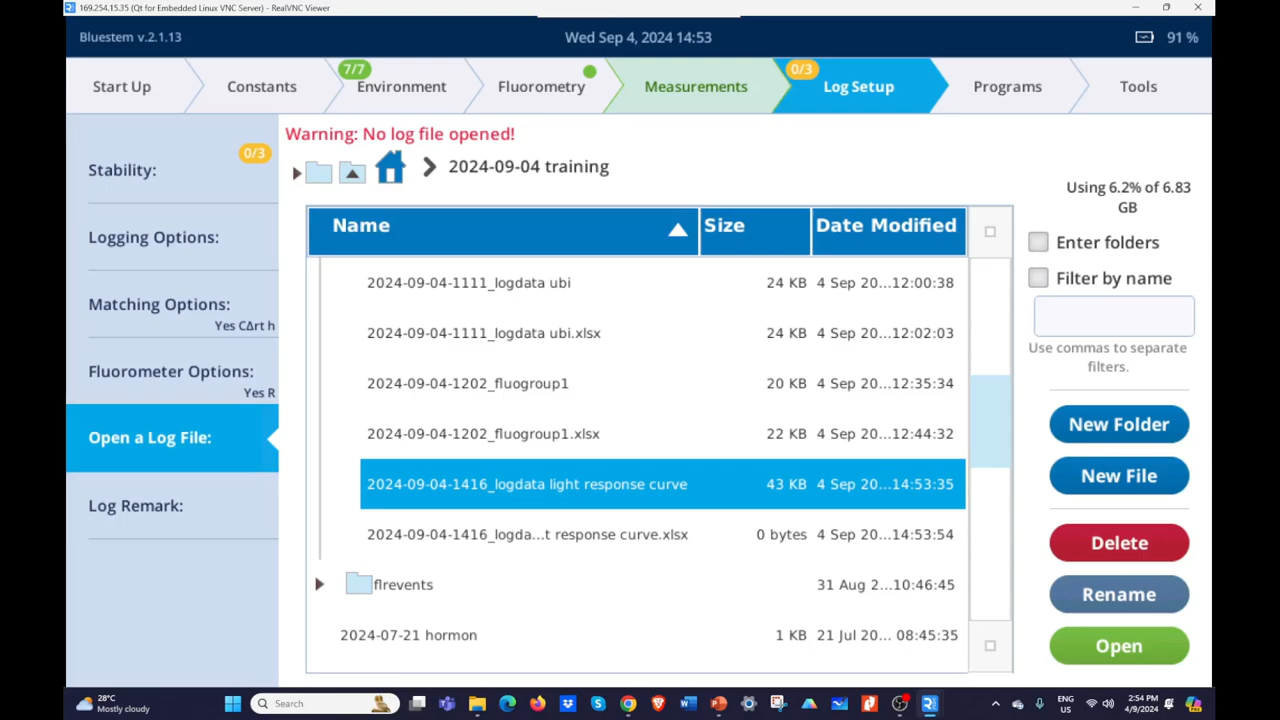 169.254.15.35 (Qt for Embedded Linux VNC Server) - RealVNC Viewer
Bluestem v.2.1.13
Wed Sep 4, 2024 14:53
91 %
Start Up
Constants
7/7
Environment
Fluorometry
Measurements
0/3
Log Setup
Programs
Tools
Warning: No log file opened!
2024-09-04 training
Stability:
0/3
Logging Options:
Matching Options:
Yes CΔrt h
Fluorometer Options:
Yes R
Open a Log File:
Log Remark:
Name Size Date Modified
2024-09-04-1111_logdata ubi 24 KB 4 Sep 20...12:00:38
2024-09-04-1111_logdata ubi.xlsx 24 KB 4 Sep 20...12:02:03
2024-09-04-1202_fluogroup1 20 KB 4 Sep 20...12:35:34
2024-09-04-1202_fluogroup1.xlsx 22 KB 4 Sep 20...12:44:32
2024-09-04-1416_logdata light response curve 43 KB 4 Sep 20...14:53:35
2024-09-04-1416_logda...t response curve.xlsx 0 bytes 4 Sep 20...14:53:54
flrevents 31 Aug 2...10:46:45
2024-07-21 hormon 1 KB 21 Jul 20... 08:45:35
Using 6.2% of 6.83
GB
Enter folders
Filter by name
Use commas to separate
filters.
New Folder
New File
Delete
Rename
Open
28°C
Mostly cloudy
Search
ENG
US
2:54 PM
4/9/2024